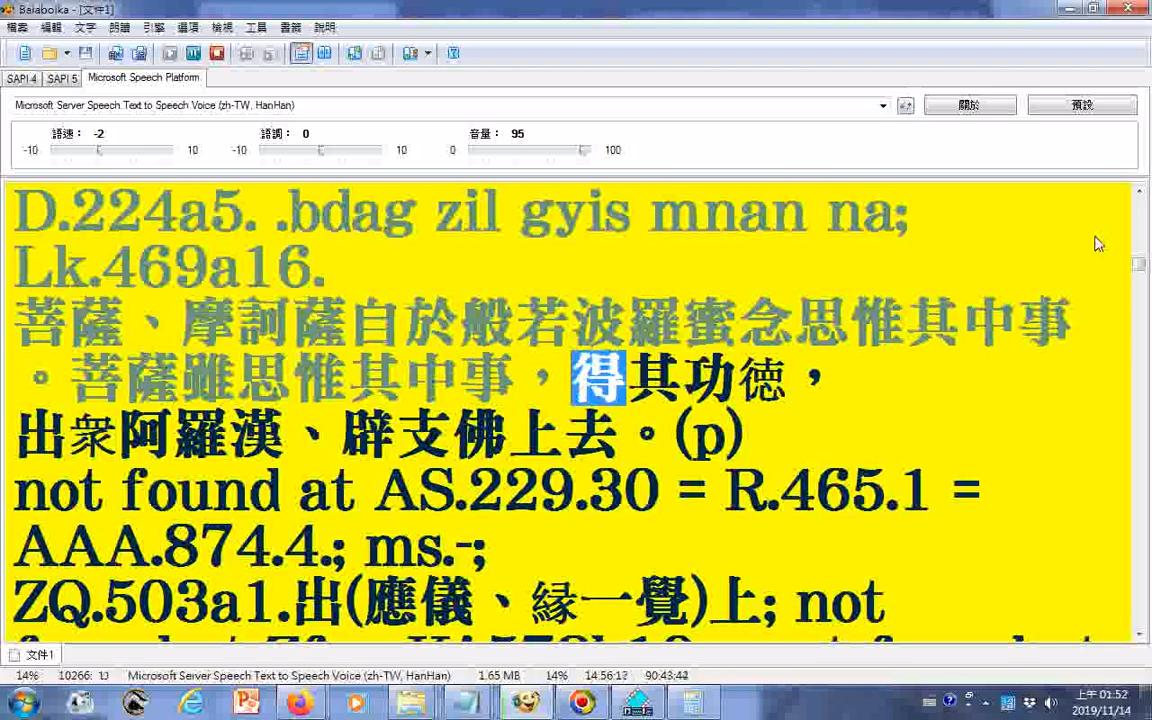 Balabolka - [文件1]
檔案 編輯 文字 朗讀 引擎 選項 檢視 工具 書籤 說明
SAPI 4 SAPI 5 Microsoft Speech Platform
Microsoft Server Speech Text to Speech Voice (zh-TW, HanHan) 關於 預設
語速： -2 語調： 0 音量： 95
-10 10 -10 10 0 100
D.224a5. .bdag zil gyis mnan na;
Lk.469a16.
菩薩、摩訶薩自於般若波羅蜜念思惟其中事
。菩薩雖思惟其中事，得其功徳，
出衆阿羅漢、辟支佛上去。(p)
not found at AS.229.30 = R.465.1 =
AAA.874.4.; ms.-;
ZQ.503a1.出(應儀、縁一覺)上; not
文件1
14% Microsoft Server Speech Text to Speech Voice (zh-TW, HanHan) 1.65 MB 14% 14:56:12 90:43:42
上午 01:52
2019/11/14